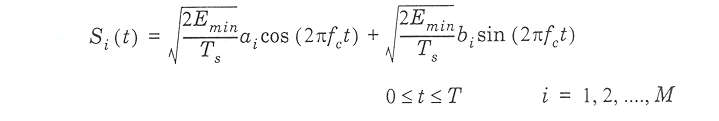 S_i(t) = √(2E_min/T_s) a_i cos (2πf_c t) + √(2E_min/T_s) b_i sin (2πf_c t)
0 ≤ t ≤ T i = 1, 2, ...., M